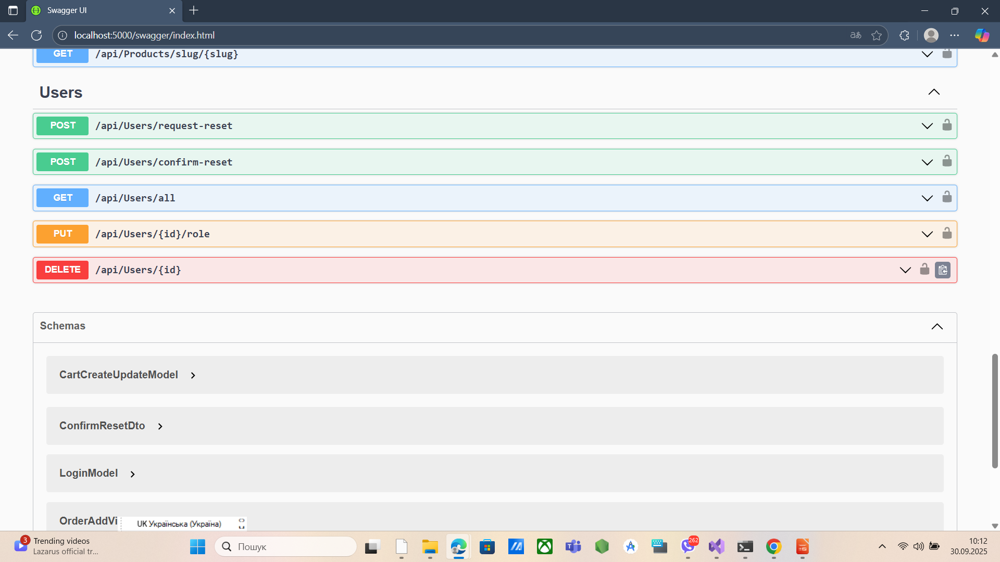 Swagger UI
localhost:5000/swagger/index.html
GET /api/Products/slug/{slug}
Users
POST /api/Users/request-reset
POST /api/Users/confirm-reset
GET /api/Users/all
PUT /api/Users/{id}/role
DELETE /api/Users/{id}
Schemas
CartCreateUpdateModel
ConfirmResetDto
LoginModel
OrderAddVi
UK Українська (Україна)
3
Trending videos
Lazarus official tr...
Пошук
262
10:12
30.09.2025